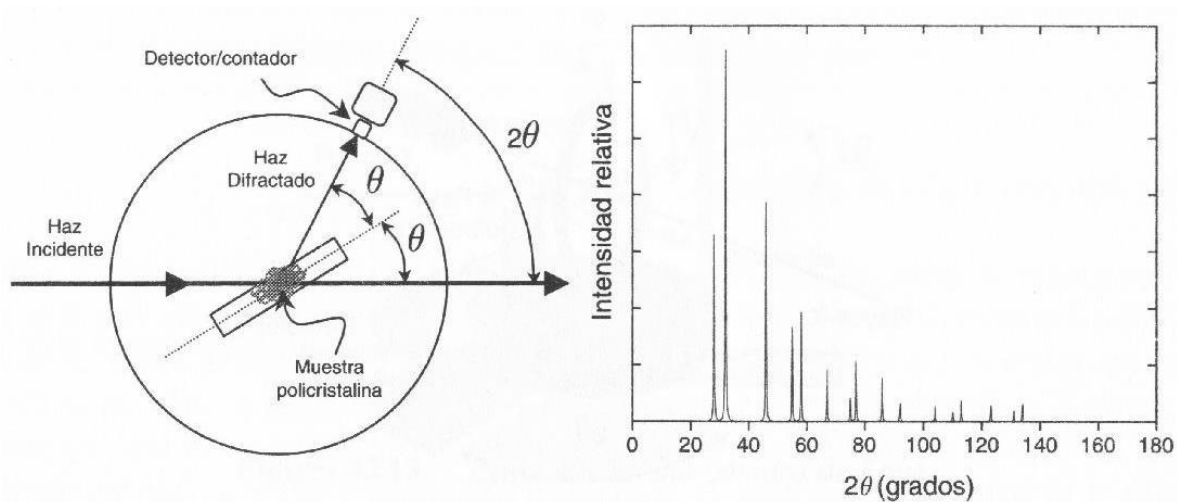 Detector/contador
2θ
Haz
Difractado
θ
θ
Haz
Incidente
Muestra
policristalina
Intensidad relativa
0 20 40 60 80 100 120 140 160 180
2θ (grados)